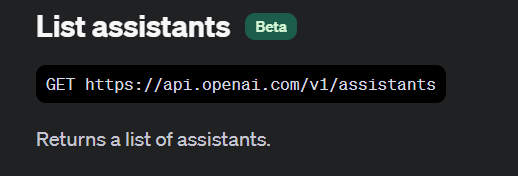 List assistants Beta
GET https://api.openai.com/v1/assistants
Returns a list of assistants.